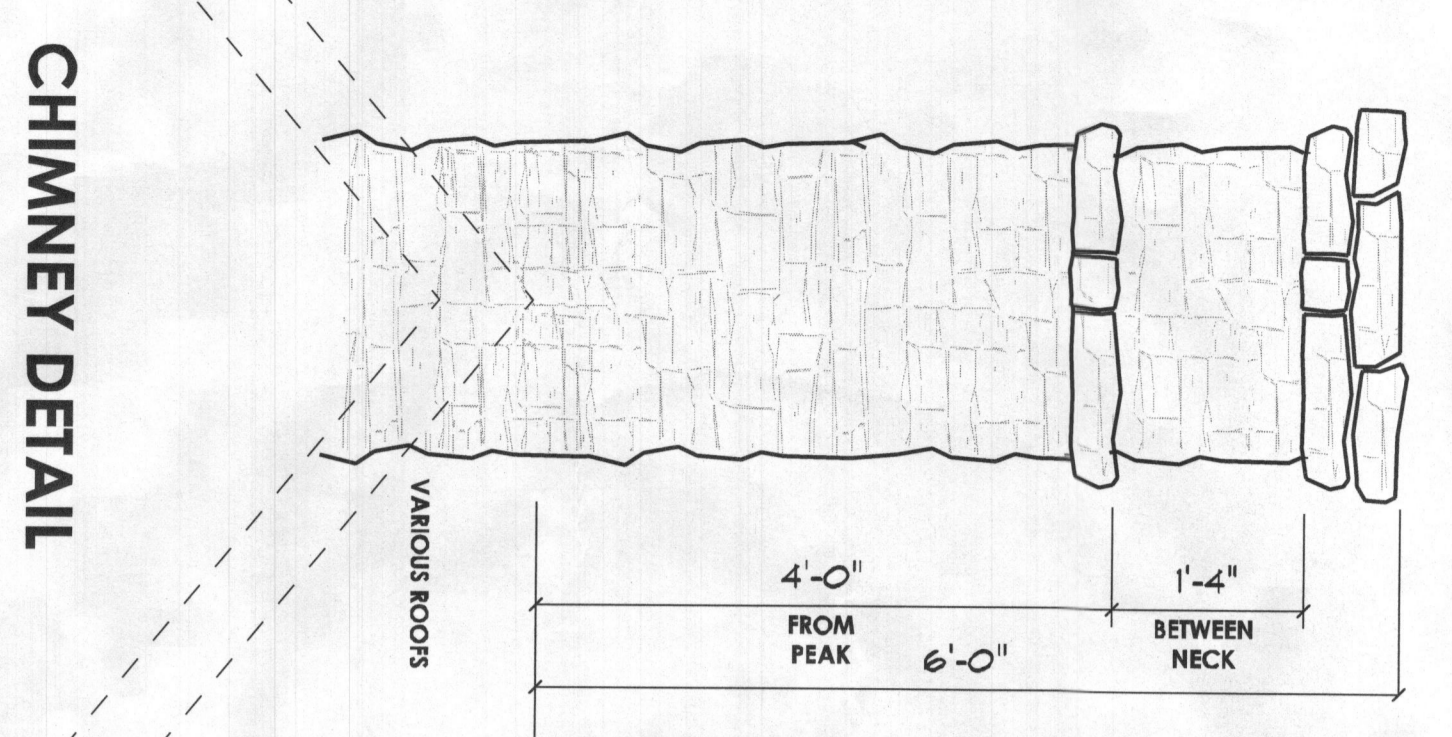 CHIMNEY DETAIL
VARIOUS ROOFS
4'-0"
FROM
PEAK
1'-4"
BETWEEN
NECK
6'-0"